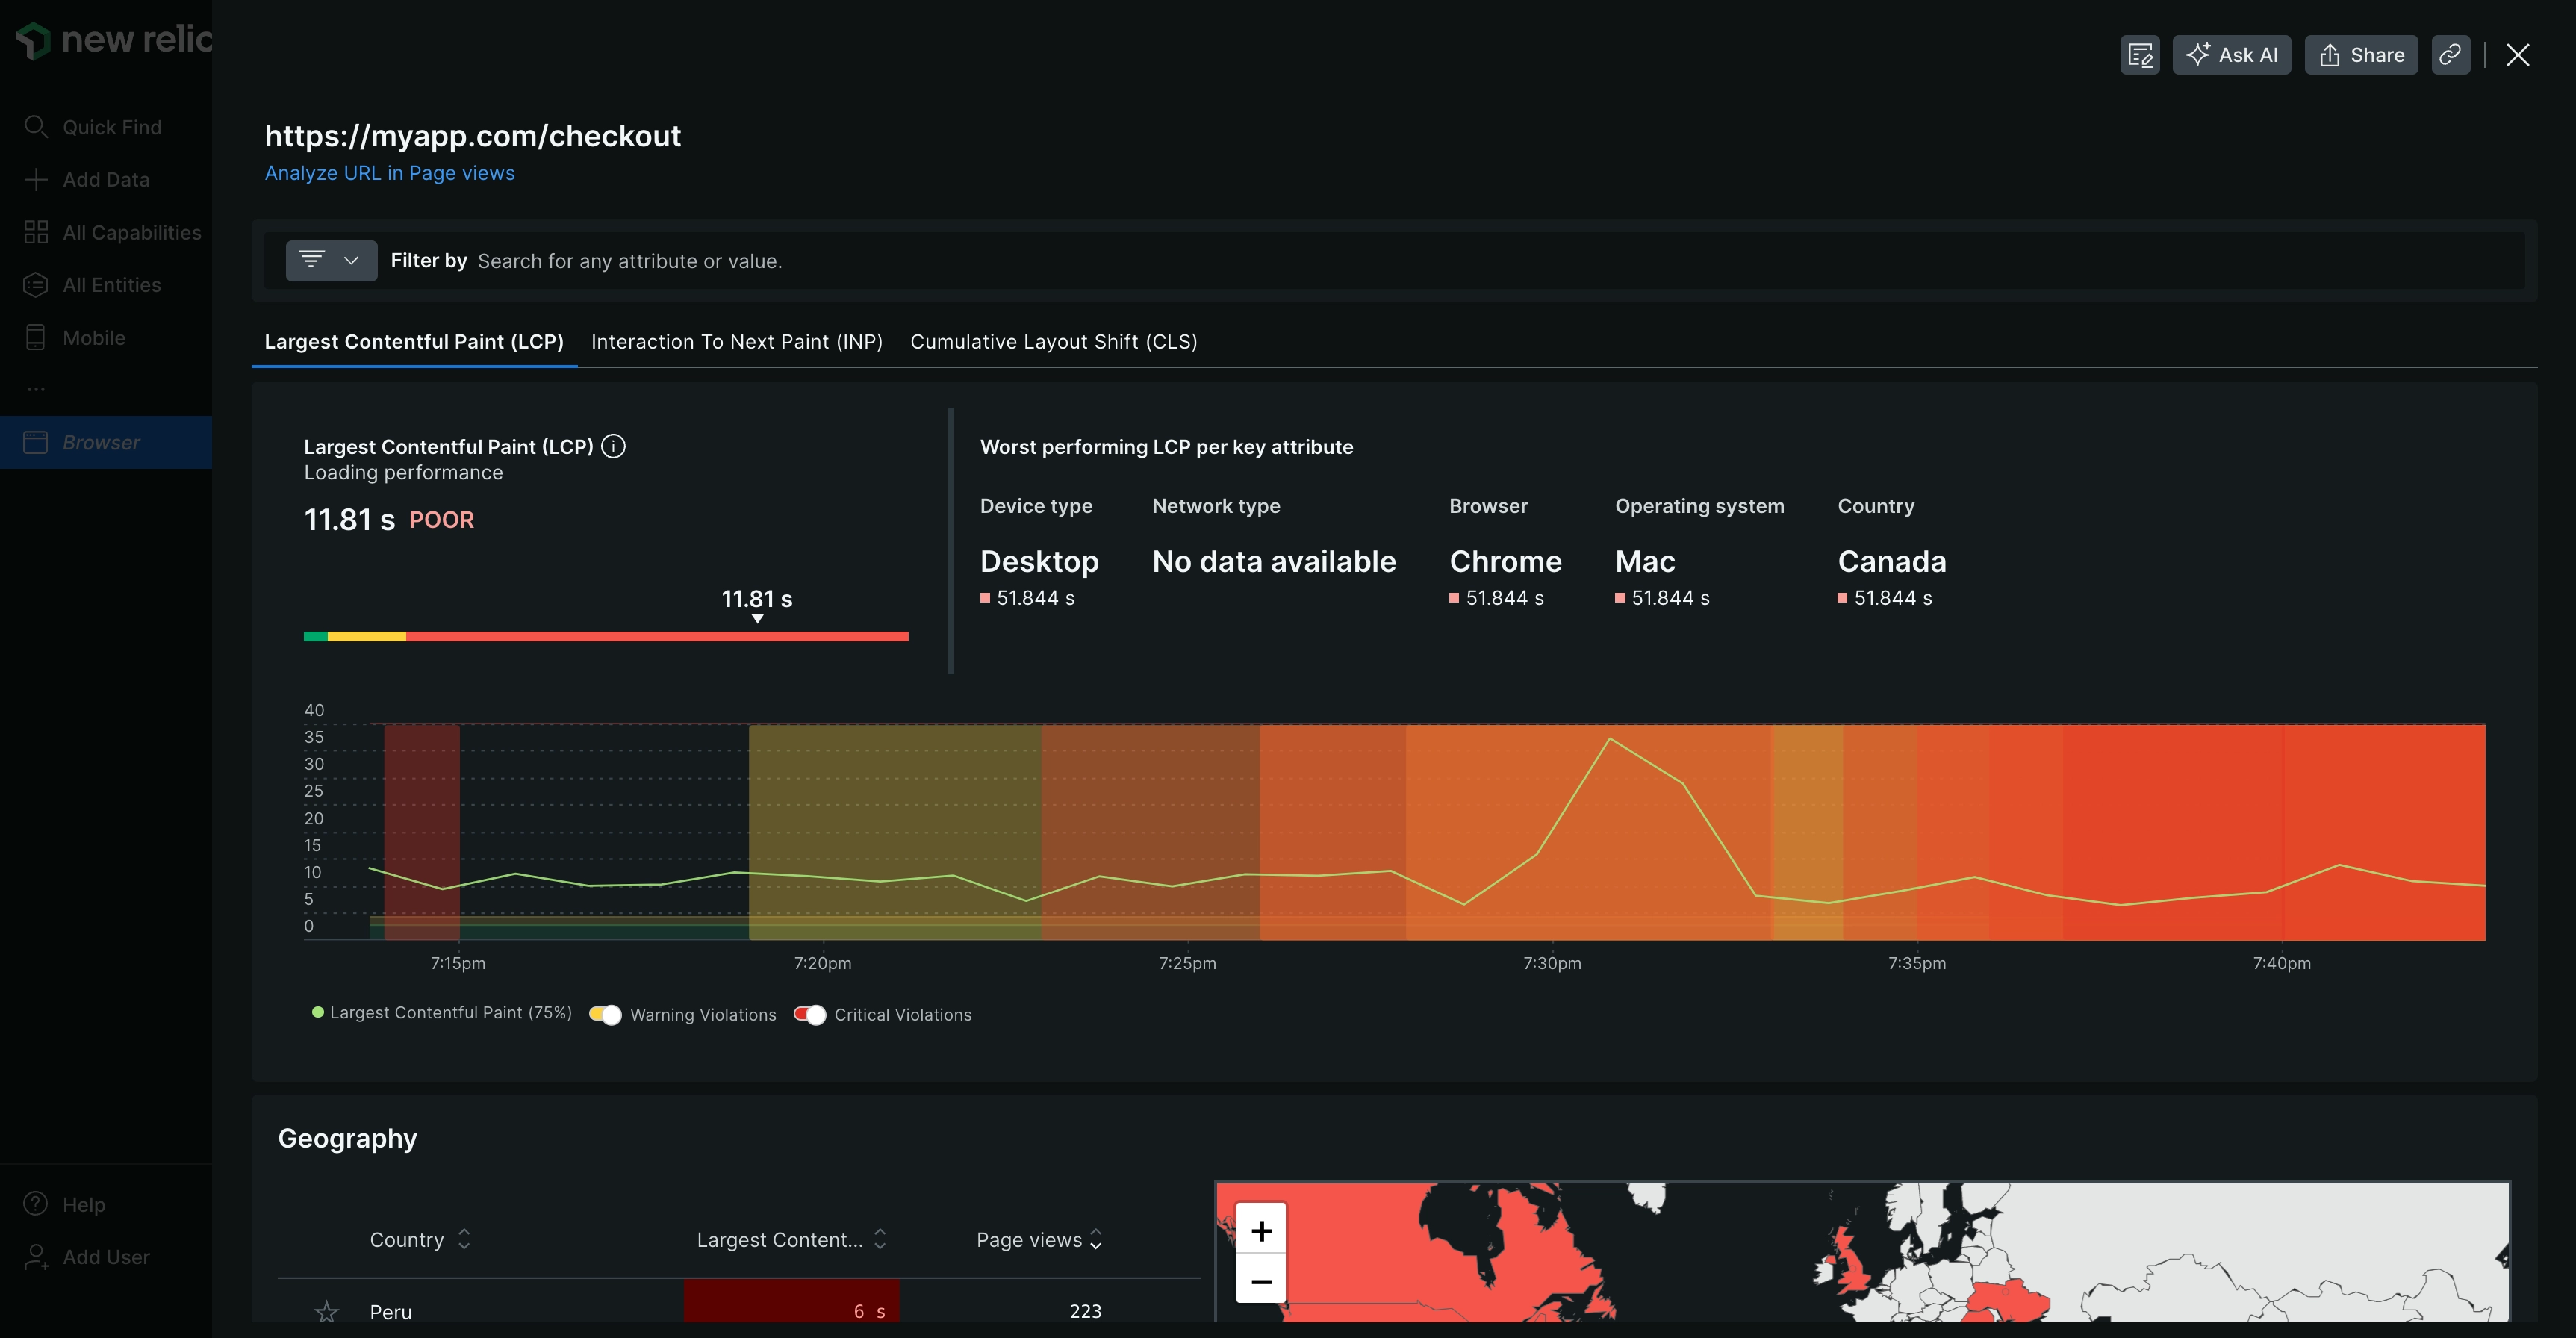 new relic
Ask AI
Share
Quick Find
Add Data
All Capabilities
All Entities
Mobile
...
Browser
Help
Add User
https://myapp.com/checkout
Analyze URL in Page views
Filter by Search for any attribute or value.
Largest Contentful Paint (LCP) Interaction To Next Paint (INP) Cumulative Layout Shift (CLS)
Largest Contentful Paint (LCP)
Loading performance
11.81 s POOR
11.81 s
Worst performing LCP per key attribute
Device type Network type Browser Operating system Country
Desktop No data available Chrome Mac Canada
51.844 s 51.844 s 51.844 s 51.844 s
40
35
30
25
20
15
10
5
0
7:15pm 7:20pm 7:25pm 7:30pm 7:35pm 7:40pm
Largest Contentful Paint (75%) Warning Violations Critical Violations
Geography
Country Largest Content... Page views
Peru 6 s 223
+
−